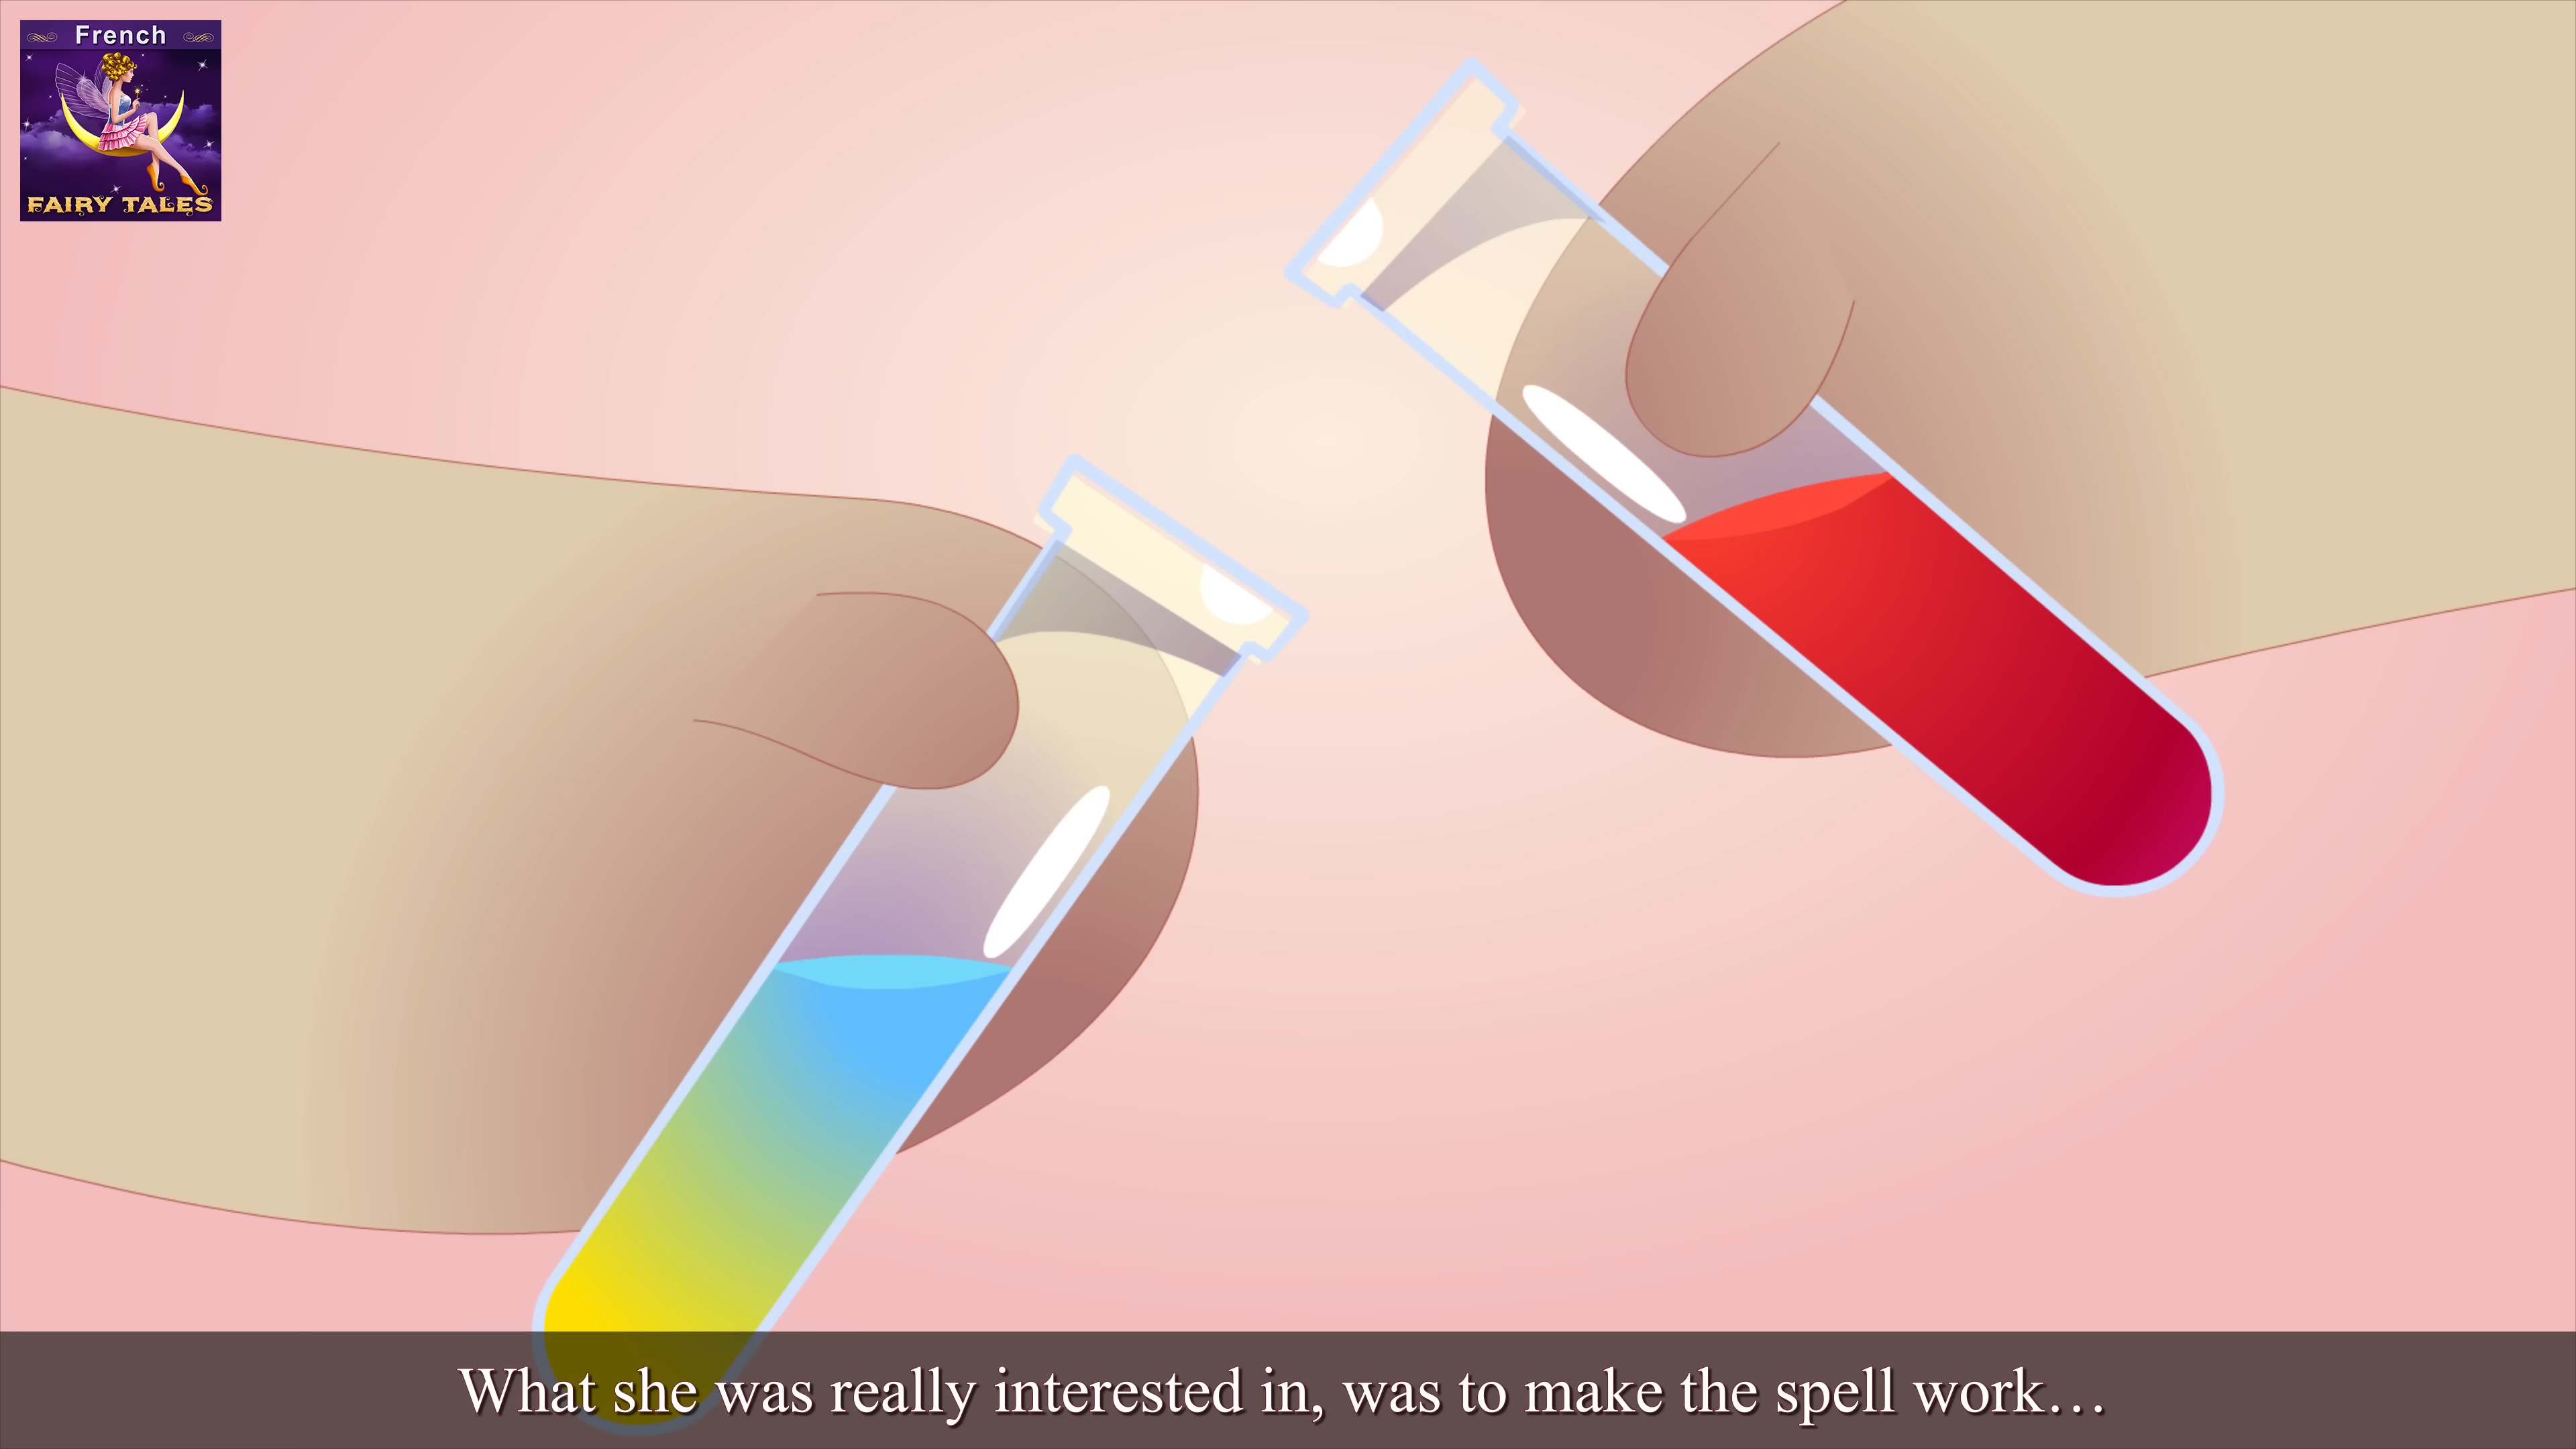 French
FAIRY TALES
What she was really interested in, was to make the spell work…